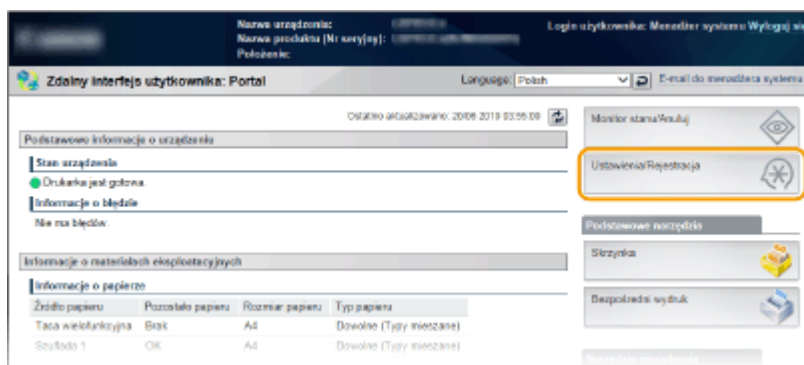 Nazwa urządzenia:
Nazwa produktu (Nr seryjny):
Położenie:
Login użytkownika: Menedżer systemu Wyloguj się
Zdalny interfejs użytkownika: Portal
Language: Polish
E-mail do menedżera systemu
Ostatnio aktualizowano: 20/06 2019 03:55:09
Podstawowe informacje o urządzeniu
Stan urządzenia
Drukarka jest gotowa.
Informacje o błędzie
Nie ma błędów.
Informacje o materiałach eksploatacyjnych
Informacje o papierze
Źródło papieru Pozostało papieru Rozmiar papieru Typ papieru
Taca wielofunkcyjna Brak A4 Dowolne (Typy mieszane)
Szuflada 1 OK A4 Dowolne (Typy mieszane)
Monitor stanu/Anuluj
Ustawienia/Rejestracja
Podstawowe narzędzia
Skrzynka
Bezpośredni wydruk